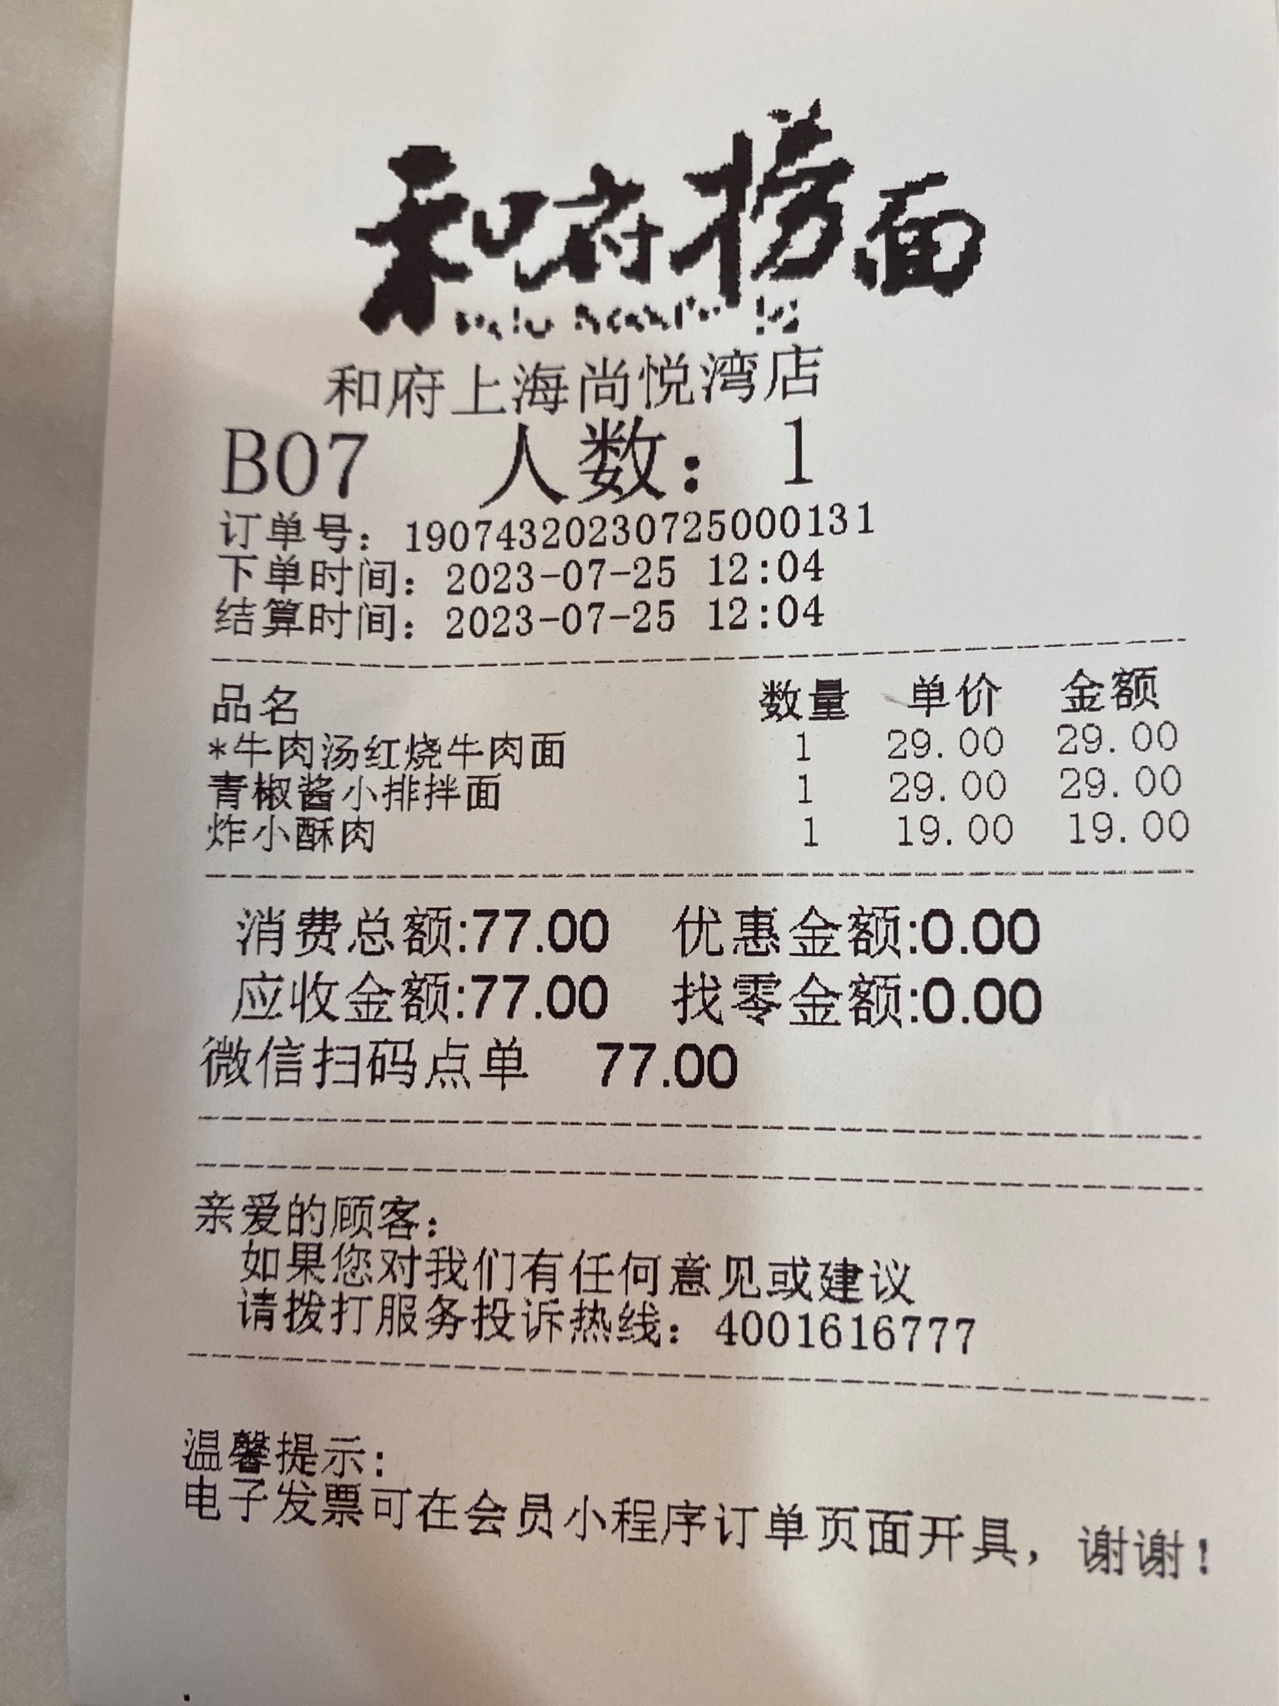 和府捞面
和府上海尚悦湾店
B07 人数：1
订单号：19074320230725000131
下单时间：2023-07-25 12:04
结算时间：2023-07-25 12:04
品名 数量 单价 金额
*牛肉汤红烧牛肉面 1 29.00 29.00
青椒酱小排拌面 1 29.00 29.00
炸小酥肉 1 19.00 19.00
消费总额:77.00 优惠金额:0.00
应收金额:77.00 找零金额:0.00
微信扫码点单 77.00
亲爱的顾客：
如果您对我们有任何意见或建议
请拨打服务投诉热线：4001616777
温馨提示：
电子发票可在会员小程序订单页面开具，谢谢！